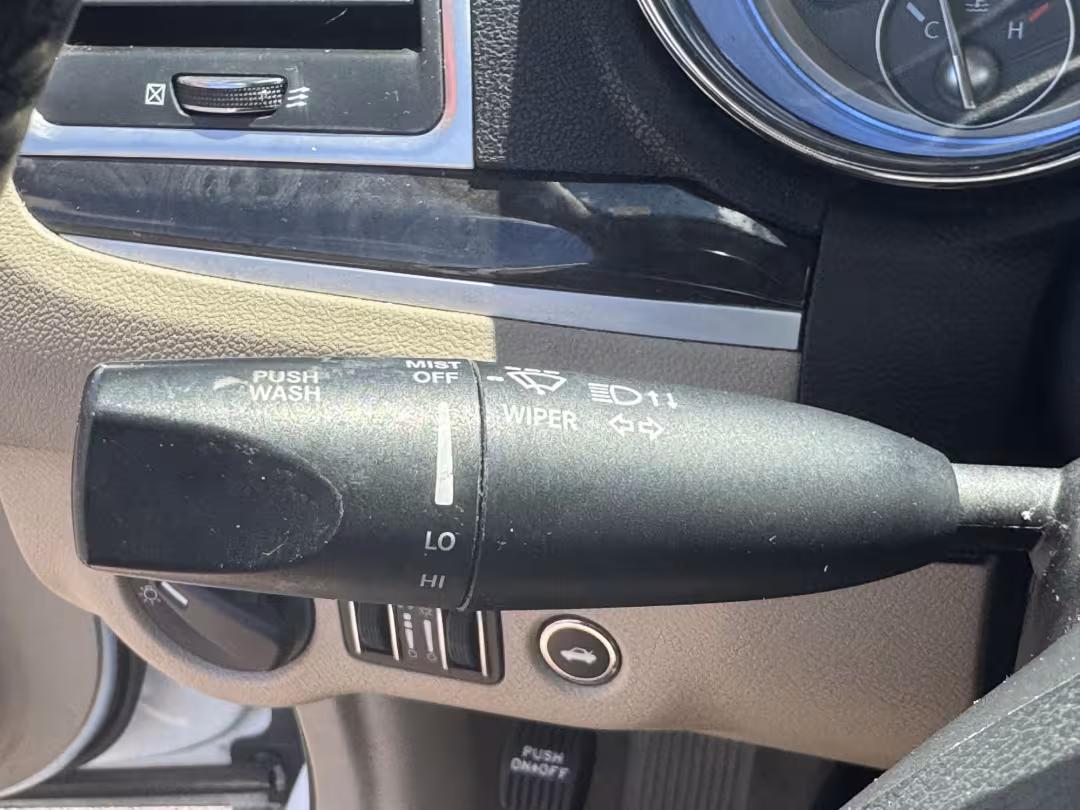 C
H
PUSH
WASH
MIST
OFF
WIPER
LO
HI
PUSH
ON•OFF